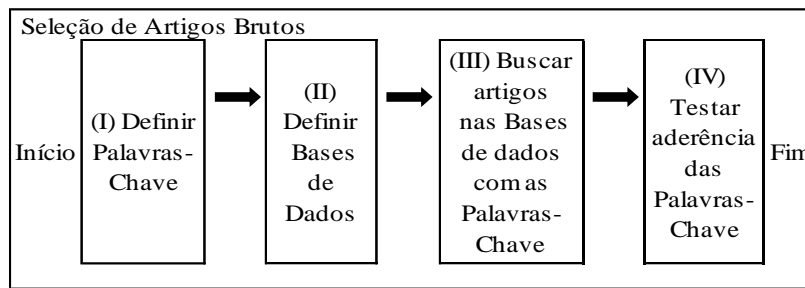 Seleção de Artigos Brutos
Início
(I) Definir
Palavras-
Chave
(II)
Definir
Bases
de
Dados
(III) Buscar
artigos
nas Bases
de dados
com as
Palavras-
Chave
(IV)
Testar
aderência
das
Palavras-
Chave
Fim